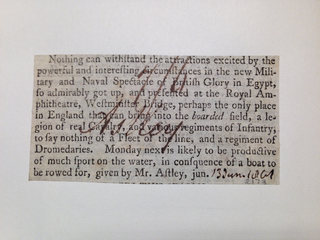 Nothing can withstand the attractions excited by the
powerful and interesting circumstances in the new Mili-
tary and Naval Spectacle of British Glory in Egypt,
so admirably got up, and presented at the Royal Am-
phitheatre, Westminster Bridge, perhaps the only place
in England that can bring into the boarded field, a le-
gion of real Cavalry, and various regiments of Infantry,
to say nothing of a Fleet of the line, and a regiment of
Dromedaries. Monday next is likely to be productive
of much sport on the water, in consquence of a boat to
be rowed for, given by Mr. Astley, jun. 13 Jun. 1801